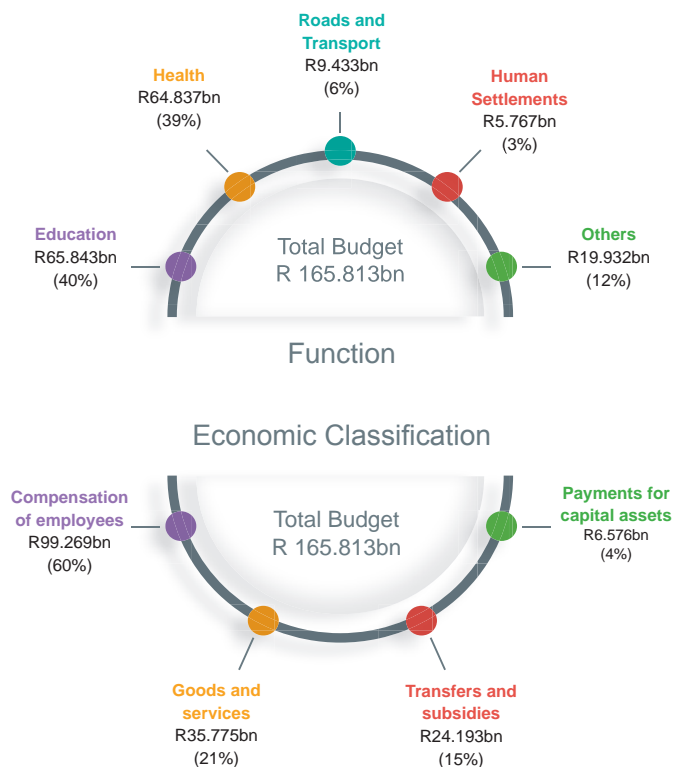 Roads and
Transport
R9.433bn
(6%)
Health
R64.837bn
(39%)
Human
Settlements
R5.767bn
(3%)
Education
R65.843bn
(40%)
Total Budget
R 165.813bn
Others
R19.932bn
(12%)
Function
Economic Classification
Compensation
of employees
R99.269bn
(60%)
Total Budget
R 165.813bn
Payments for
capital assets
R6.576bn
(4%)
Goods and
services
R35.775bn
(21%)
Transfers and
subsidies
R24.193bn
(15%)